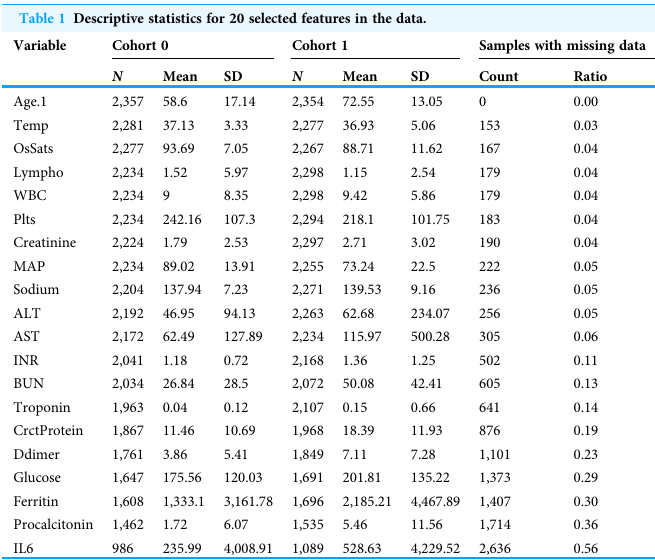 Table 1 Descriptive statistics for 20 selected features in the data.
Variable Cohort 0 Cohort 1 Samples with missing data
N Mean SD N Mean SD Count Ratio
Age.1 2,357 58.6 17.14 2,354 72.55 13.05 0 0.00
Temp 2,281 37.13 3.33 2,277 36.93 5.06 153 0.03
OsSats 2,277 93.69 7.05 2,267 88.71 11.62 167 0.04
Lympho 2,234 1.52 5.97 2,298 1.15 2.54 179 0.04
WBC 2,234 9 8.35 2,298 9.42 5.86 179 0.04
Plts 2,234 242.16 107.3 2,294 218.1 101.75 183 0.04
Creatinine 2,224 1.79 2.53 2,297 2.71 3.02 190 0.04
MAP 2,234 89.02 13.91 2,255 73.24 22.5 222 0.05
Sodium 2,204 137.94 7.23 2,271 139.53 9.16 236 0.05
ALT 2,192 46.95 94.13 2,263 62.68 234.07 256 0.05
AST 2,172 62.49 127.89 2,234 115.97 500.28 305 0.06
INR 2,041 1.18 0.72 2,168 1.36 1.25 502 0.11
BUN 2,034 26.84 28.5 2,072 50.08 42.41 605 0.13
Troponin 1,963 0.04 0.12 2,107 0.15 0.66 641 0.14
CrctProtein 1,867 11.46 10.69 1,968 18.39 11.93 876 0.19
Ddimer 1,761 3.86 5.41 1,849 7.11 7.28 1,101 0.23
Glucose 1,647 175.56 120.03 1,691 201.81 135.22 1,373 0.29
Ferritin 1,608 1,333.1 3,161.78 1,696 2,185.21 4,467.89 1,407 0.30
Procalcitonin 1,462 1.72 6.07 1,535 5.46 11.56 1,714 0.36
IL6 986 235.99 4,008.91 1,089 528.63 4,229.52 2,636 0.56